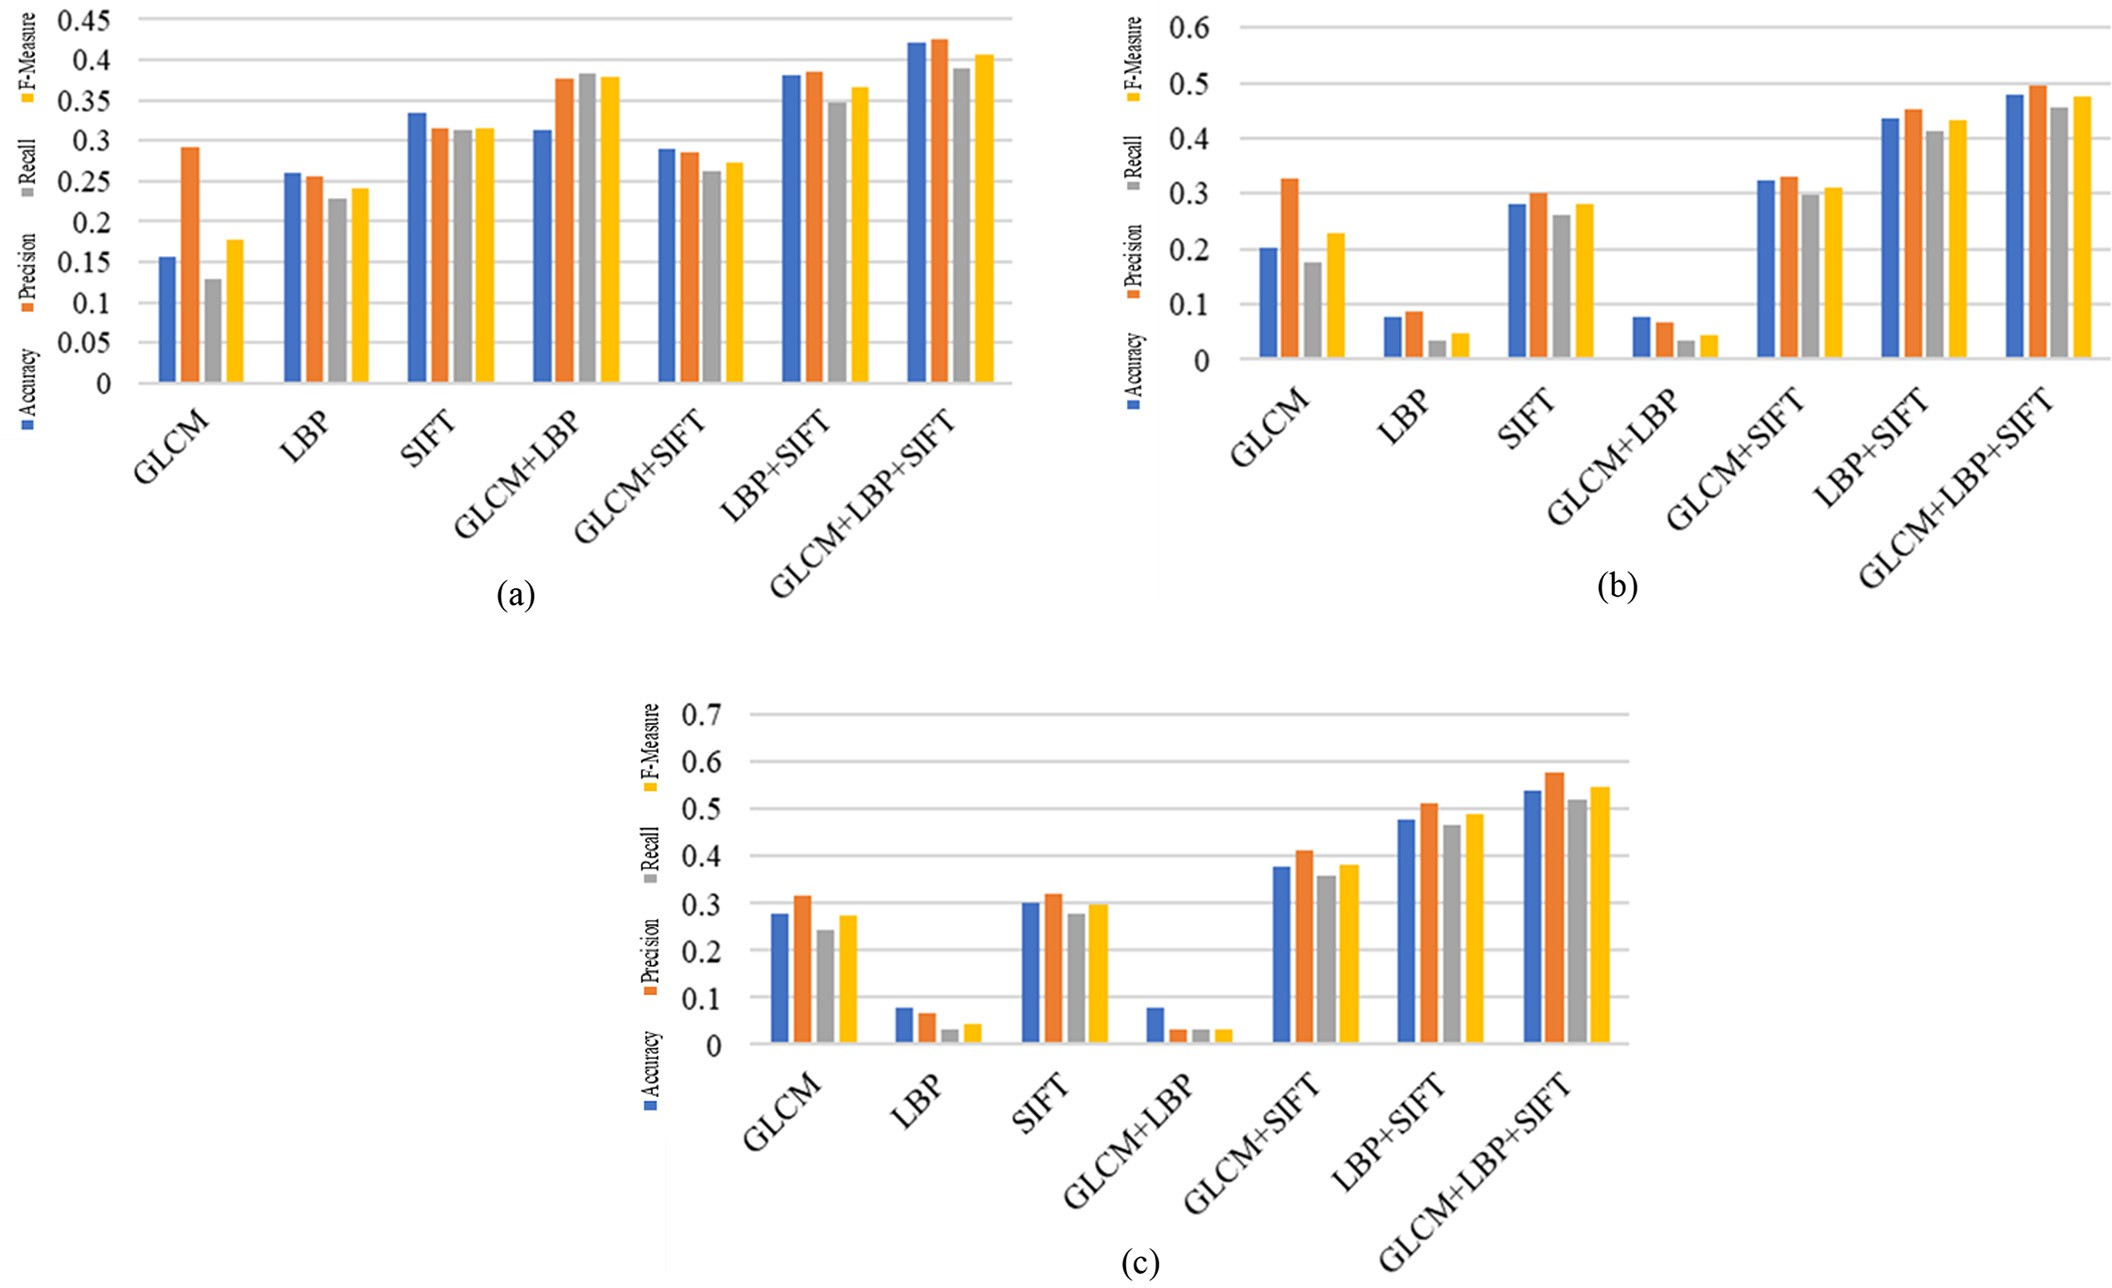 F-Measure
Recall
Precision
Accuracy
0.45
0.4
0.35
0.3
0.25
0.2
0.15
0.1
0.05
0
GLCM
LBP
SIFT
GLCM+LBP
GLCM+SIFT
LBP+SIFT
GLCM+LBP+SIFT
(a)
F-Measure
Recall
Precision
Accuracy
0.6
0.5
0.4
0.3
0.2
0.1
0
GLCM
LBP
SIFT
GLCM+LBP
GLCM+SIFT
LBP+SIFT
GLCM+LBP+SIFT
(b)
F-Measure
Recall
Precision
Accuracy
0.7
0.6
0.5
0.4
0.3
0.2
0.1
0
GLCM
LBP
SIFT
GLCM+LBP
GLCM+SIFT
LBP+SIFT
GLCM+LBP+SIFT
(c)